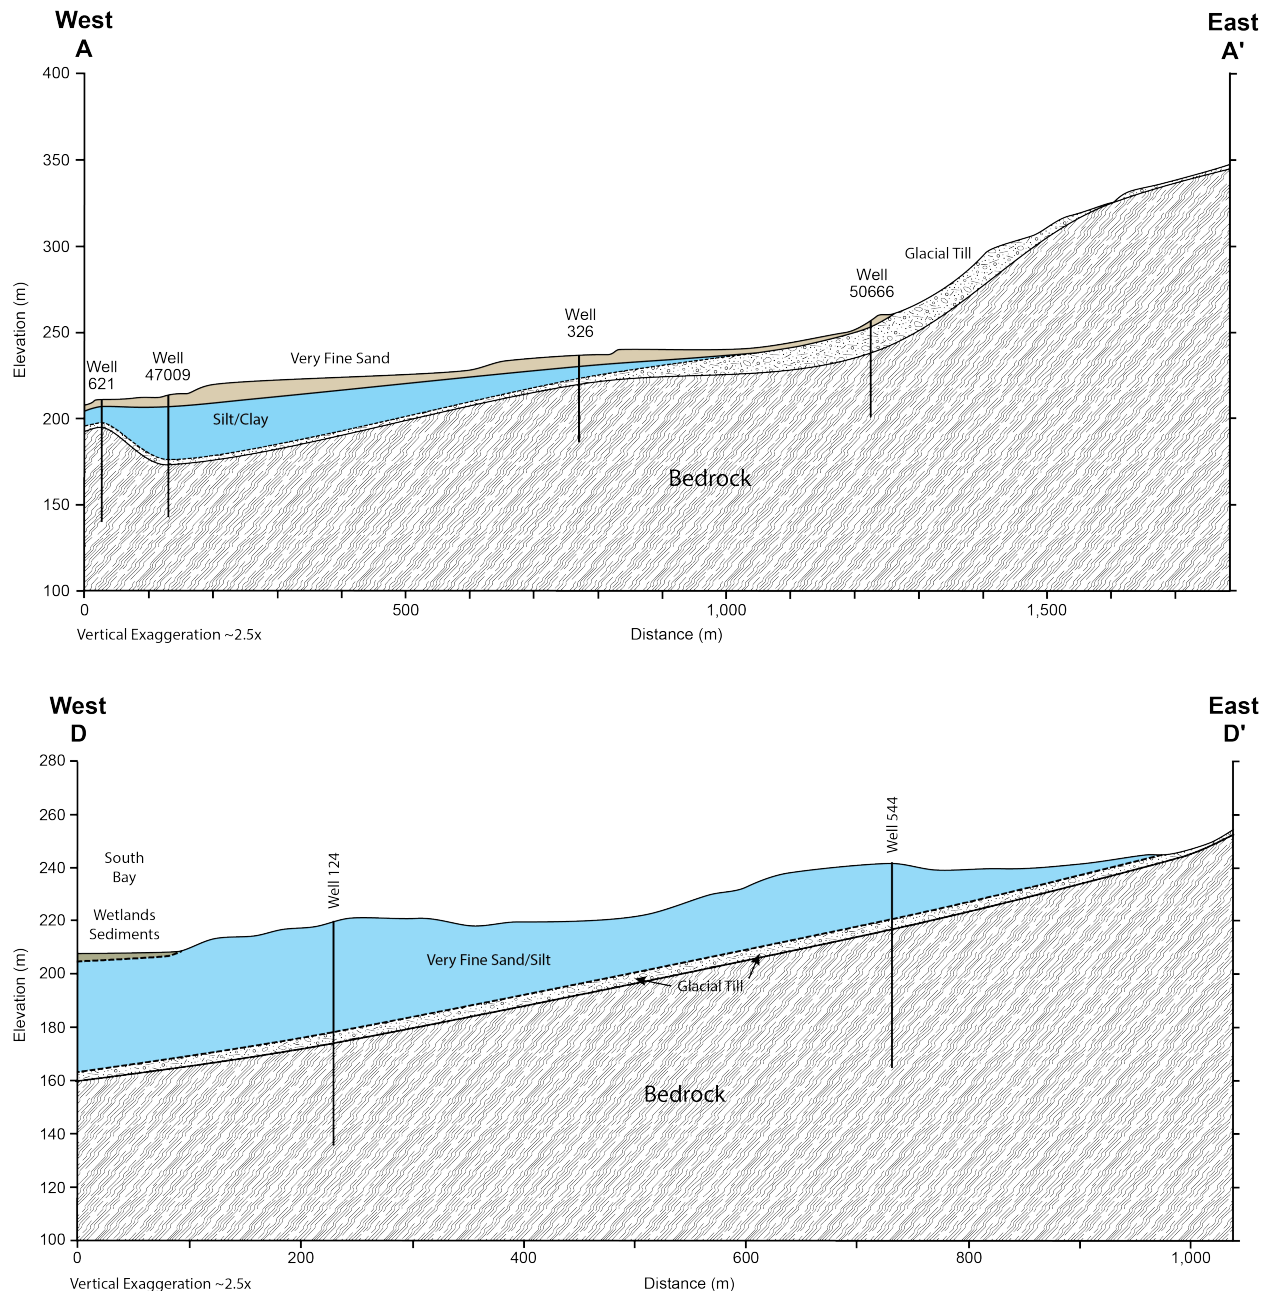 West
A
East
A'
400
350
300
250
200
150
100
Elevation (m)
Well
621
Well
47009
Very Fine Sand
Silt/Clay
Well
326
Well
50666
Glacial Till
Bedrock
0
500
1,000
1,500
Vertical Exaggeration ~2.5x
Distance (m)
West
D
East
D'
280
260
240
220
200
180
160
140
120
100
Elevation (m)
South
Bay
Wetlands
Sediments
Well 124
Very Fine Sand/Silt
Well 544
Glacial Till
Bedrock
0
200
400
600
800
1,000
Vertical Exaggeration ~2.5x
Distance (m)